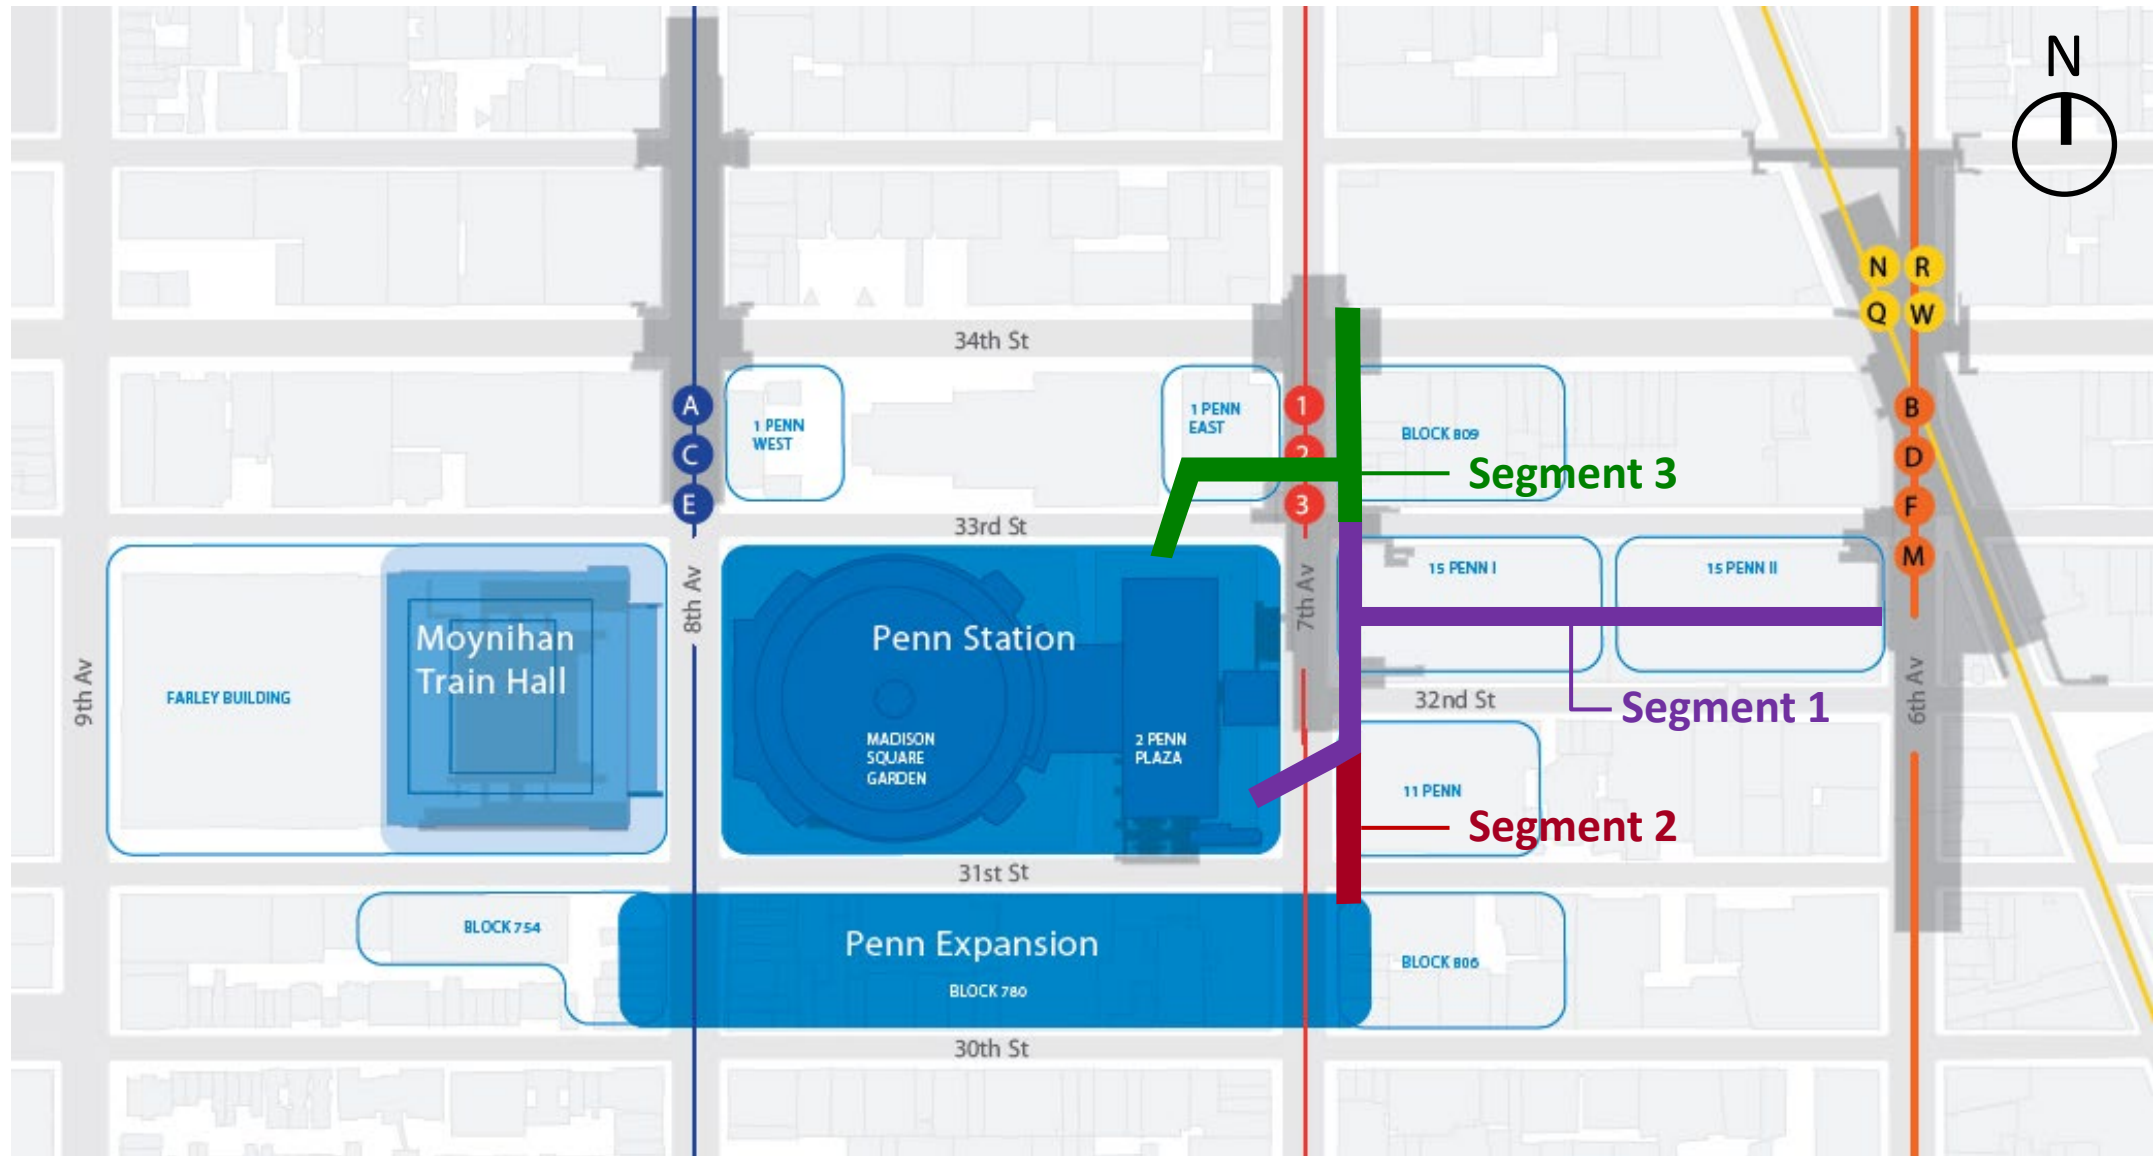 N
N
R
Q
W
34th St
A
C
E
1 PENN
WEST
1 PENN
EAST
1
2
3
BLOCK 809
B
D
F
M
Segment 3
33rd St
15 PENN I
15 PENN II
8th Av
7th Av
Moynihan
Train Hall
Penn Station
9th Av
FARLEY BUILDING
6th Av
32nd St
Segment 1
MADISON
SQUARE
GARDEN
2 PENN
PLAZA
11 PENN
Segment 2
31st St
BLOCK 754
Penn Expansion
BLOCK 780
BLOCK 806
30th St